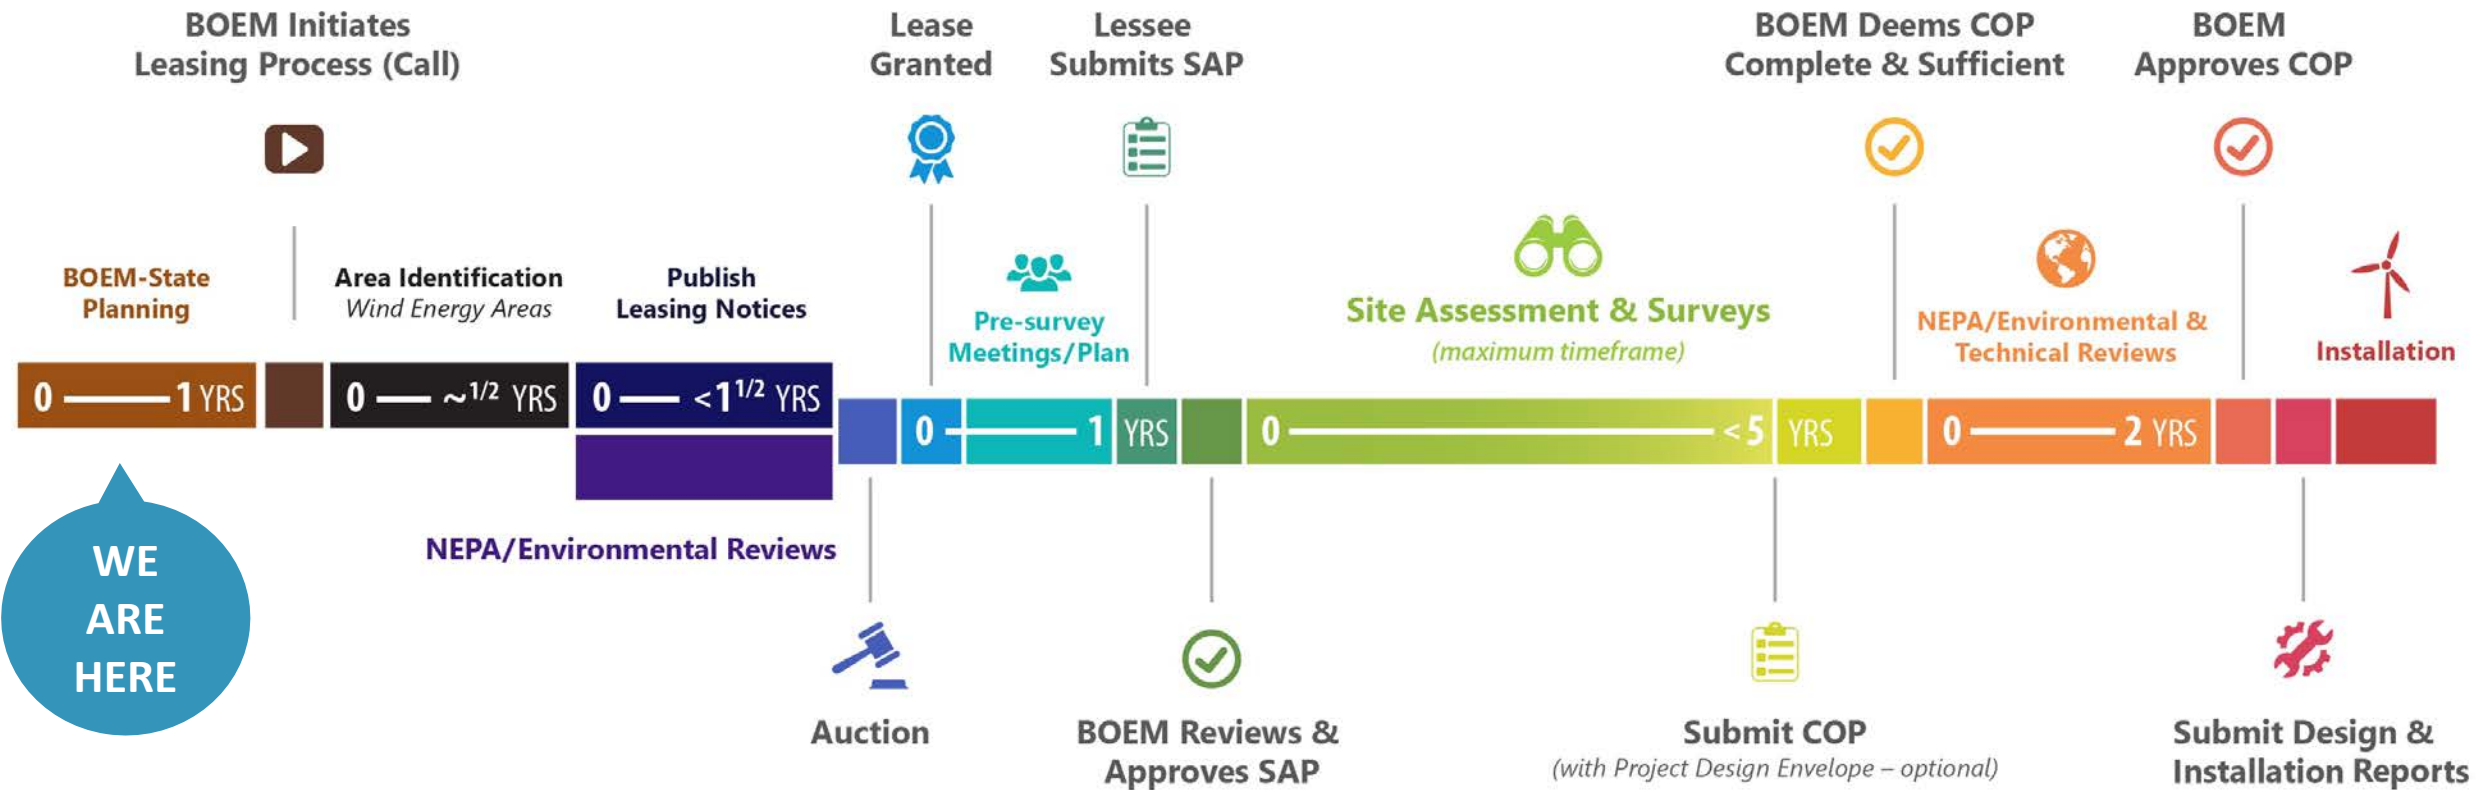 BOEM Initiates
Leasing Process (Call)
Lease
Granted
Lessee
Submits SAP
BOEM Deems COP
Complete & Sufficient
BOEM
Approves COP
BOEM-State
Planning
Area Identification
Wind Energy Areas
Publish
Leasing Notices
Pre-survey
Meetings/Plan
Site Assessment & Surveys
(maximum timeframe)
NEPA/Environmental &
Technical Reviews
Installation
0 — 1 YRS
0 — ~1/2 YRS
0 — <1 1/2 YRS
0 — 1 YRS
0 — <5 YRS
0 — 2 YRS
NEPA/Environmental Reviews
WE
ARE
HERE
Auction
BOEM Reviews &
Approves SAP
Submit COP
(with Project Design Envelope – optional)
Submit Design &
Installation Reports